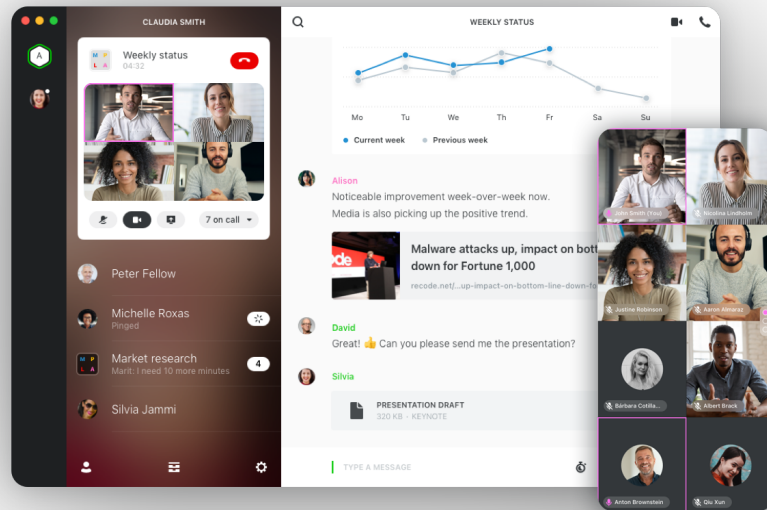 CLAUDIA SMITH
A
M P
L A
Weekly status
04:32
7 on call
Peter Fellow
Michelle Roxas
Pinged
M P
L A
Market research
Marit: I need 10 more minutes
4
Silvia Jammi
WEEKLY STATUS
Mo Tu We Th Fr Sa Su
Current week Previous week
Alison
Noticeable improvement week-over-week now.
Media is also picking up the positive trend.
de
Malware attacks up, impact on bott
down for Fortune 1,000
recode.net/...up-impact-on-bottom-line-down-fo
David
Great! 👍 Can you please send me the presentation?
Silvia
PRESENTATION DRAFT
320 KB · KEYNOTE
TYPE A MESSAGE
John Smith (You)
Nicolina Lindholm
Justine Robinson
Aaron Almaraz
Bárbara Cotilla...
Albert Brack
Anton Brownstein
Qiu Xun